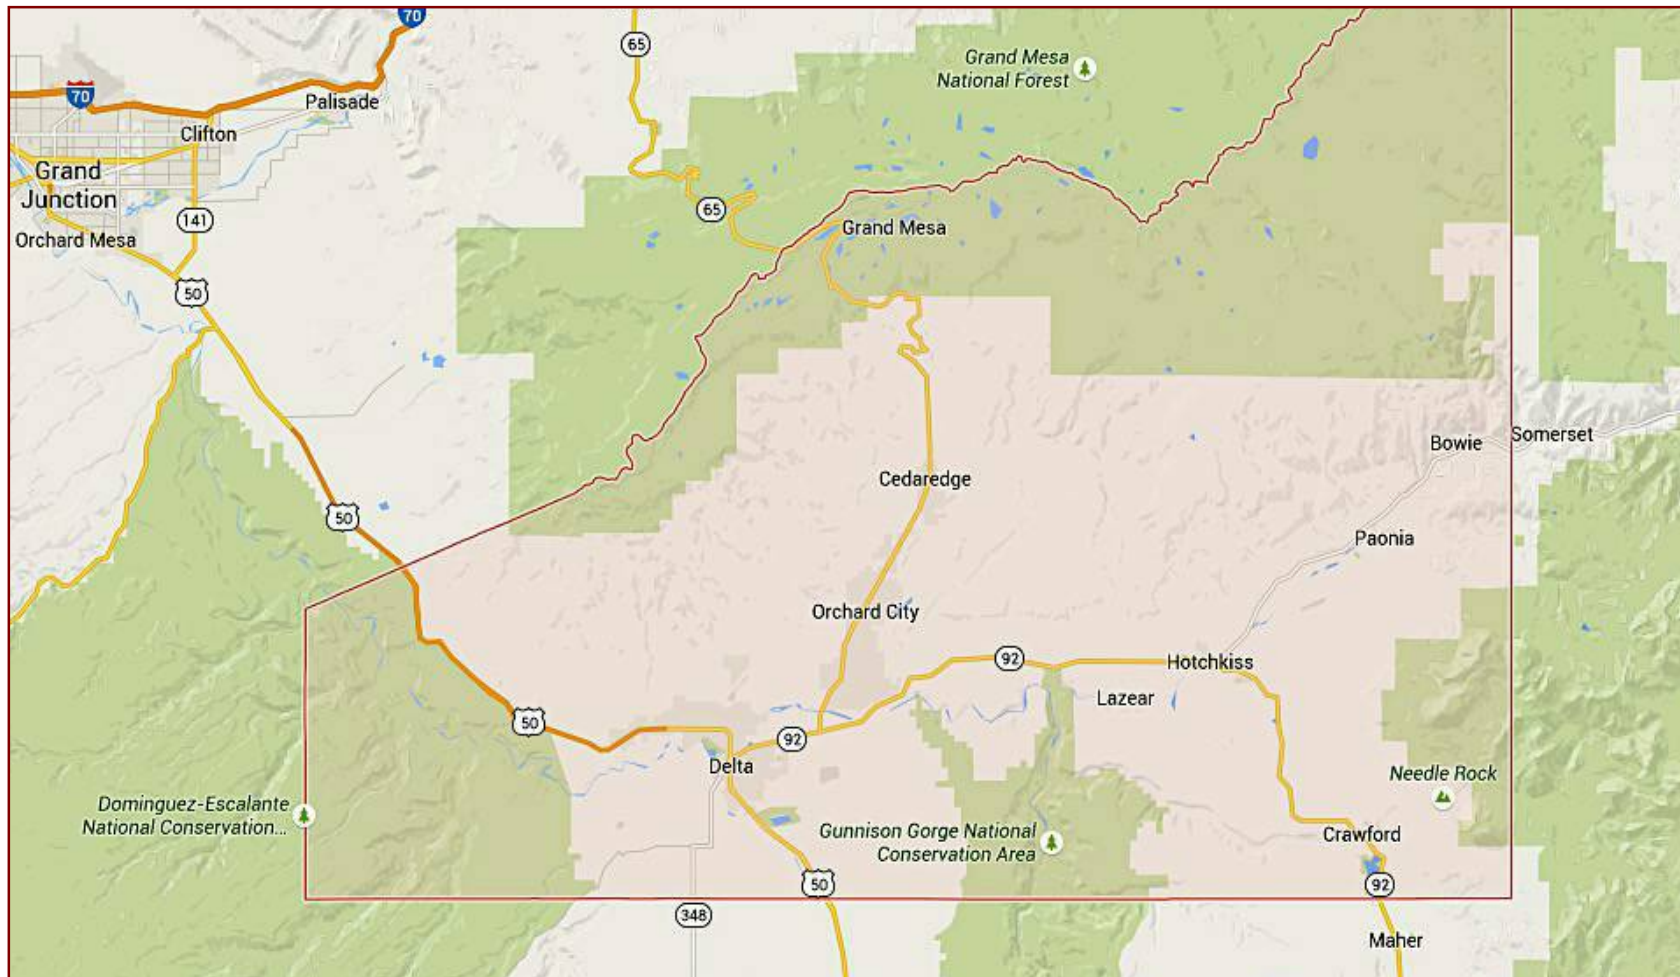 70
65
Grand Mesa
National Forest
70
Palisade
Clifton
Grand
Junction
65
141
Grand Mesa
Orchard Mesa
50
Bowie
Somerset
Cedaredge
50
Paonia
Orchard City
92
Hotchkiss
Lazear
50
92
Delta
Needle Rock
Dominguez-Escalante
National Conservation...
Gunnison Gorge National
Conservation Area
Crawford
50
92
348
Maher